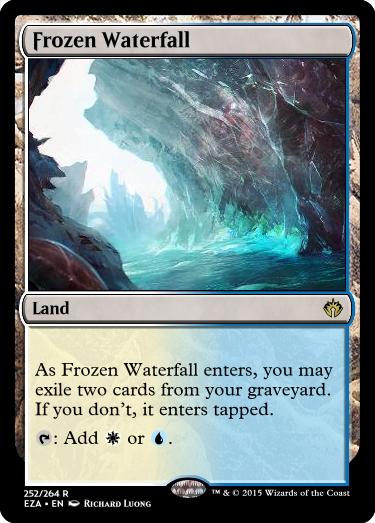 Frozen Waterfall
Land
As Frozen Waterfall enters, you may
exile two cards from your graveyard.
If you don't, it enters tapped.
: Add or .
252/264 R
EZA • EN Richard Luong
™ & © 2015 Wizards of the Coast